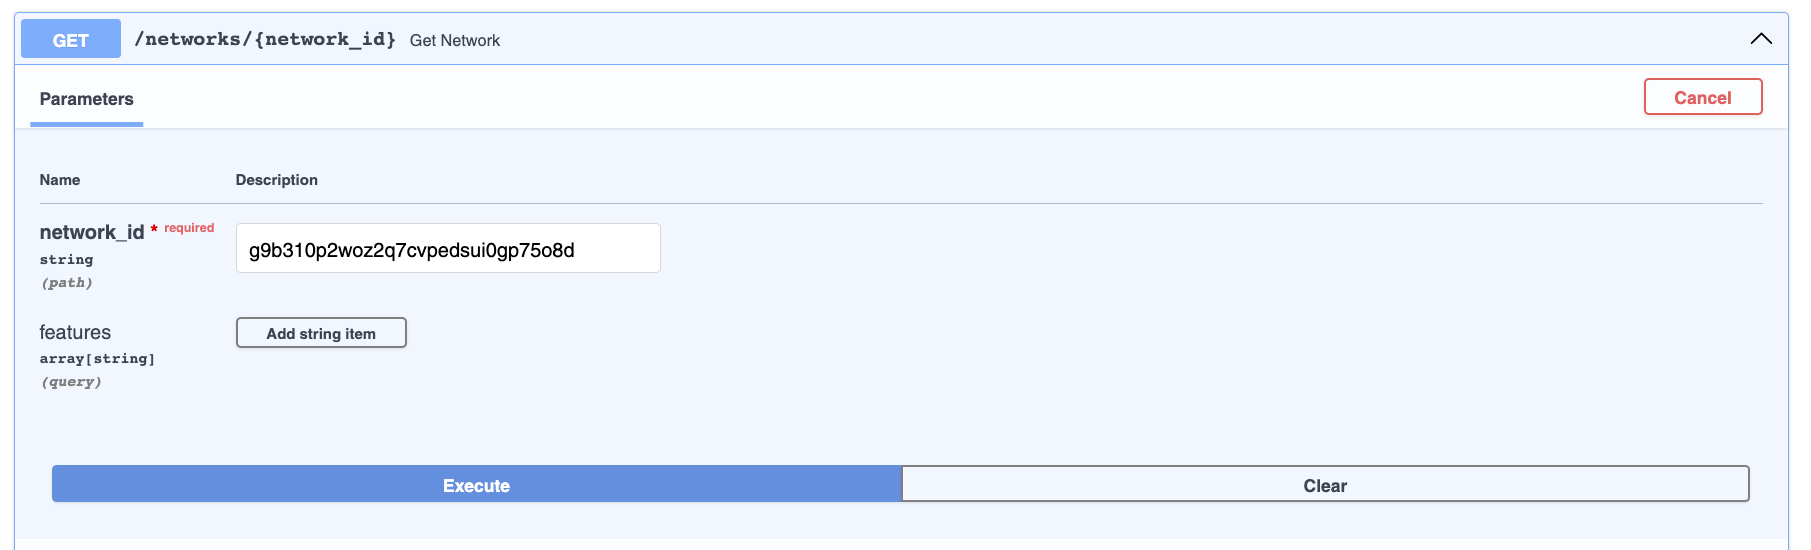 GET /networks/{network_id} Get Network
Parameters
Cancel
Name Description
network_id * required
string
(path)
g9b310p2woz2q7cvpedsui0gp75o8d
features
array[string]
(query)
Add string item
Execute
Clear